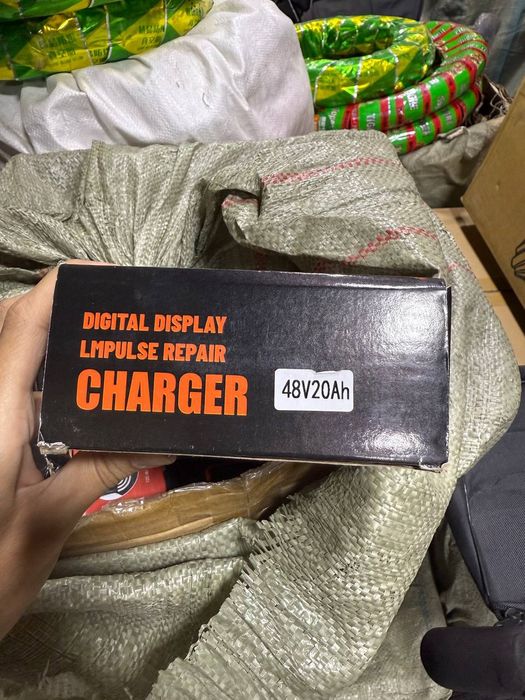 DIGITAL DISPLAY
LMPULSE REPAIR
CHARGER
48V20Ah